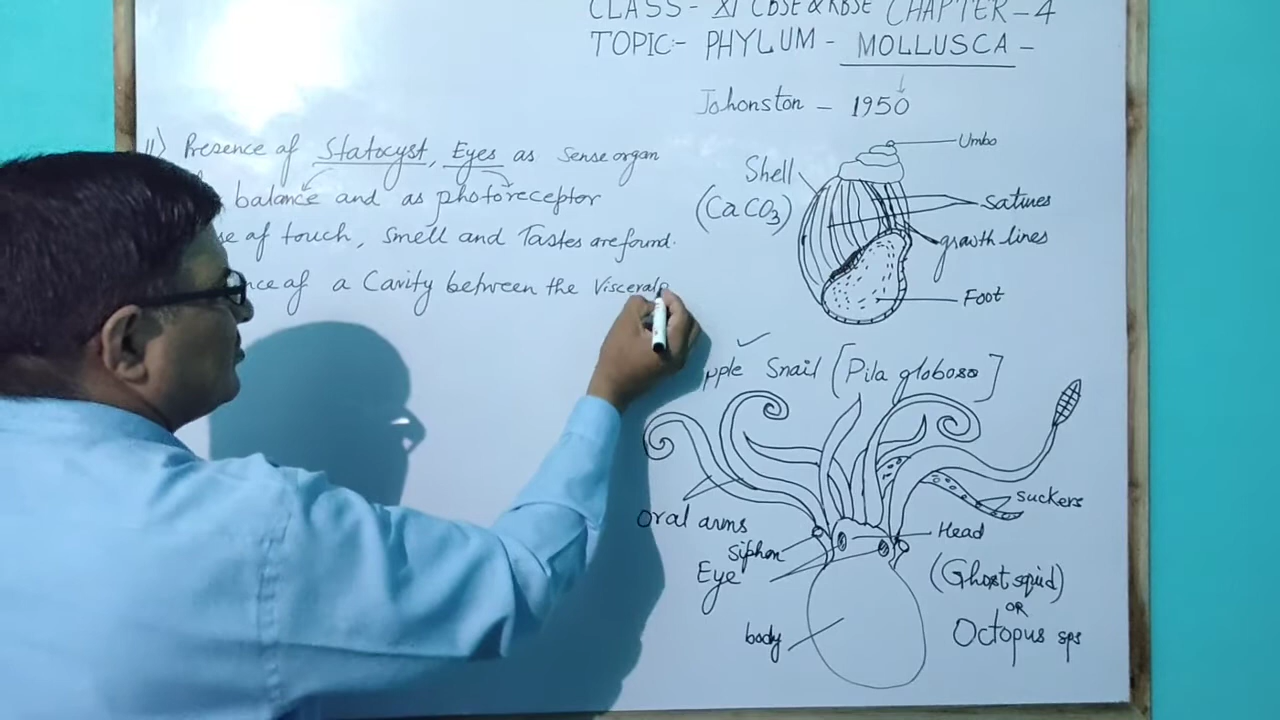 CLASS - XI CBSE & RBSE CHAPTER - 4
TOPIC:- PHYLUM - MOLLUSCA -
Johonston - 1950
11) Presence of Statocyst, Eyes as sense organ
balance and as photoreceptor
of touch, smell and Tastes are found.
of a Cavity between the Visceral
Umbo
Shell
(CaCO3)
Satures
growth lines
Foot
Snail [Pila globosa]
suckers
Oral arms
Siphon
Head
Eye
(Ghost squid)
OR
body
Octopus sps